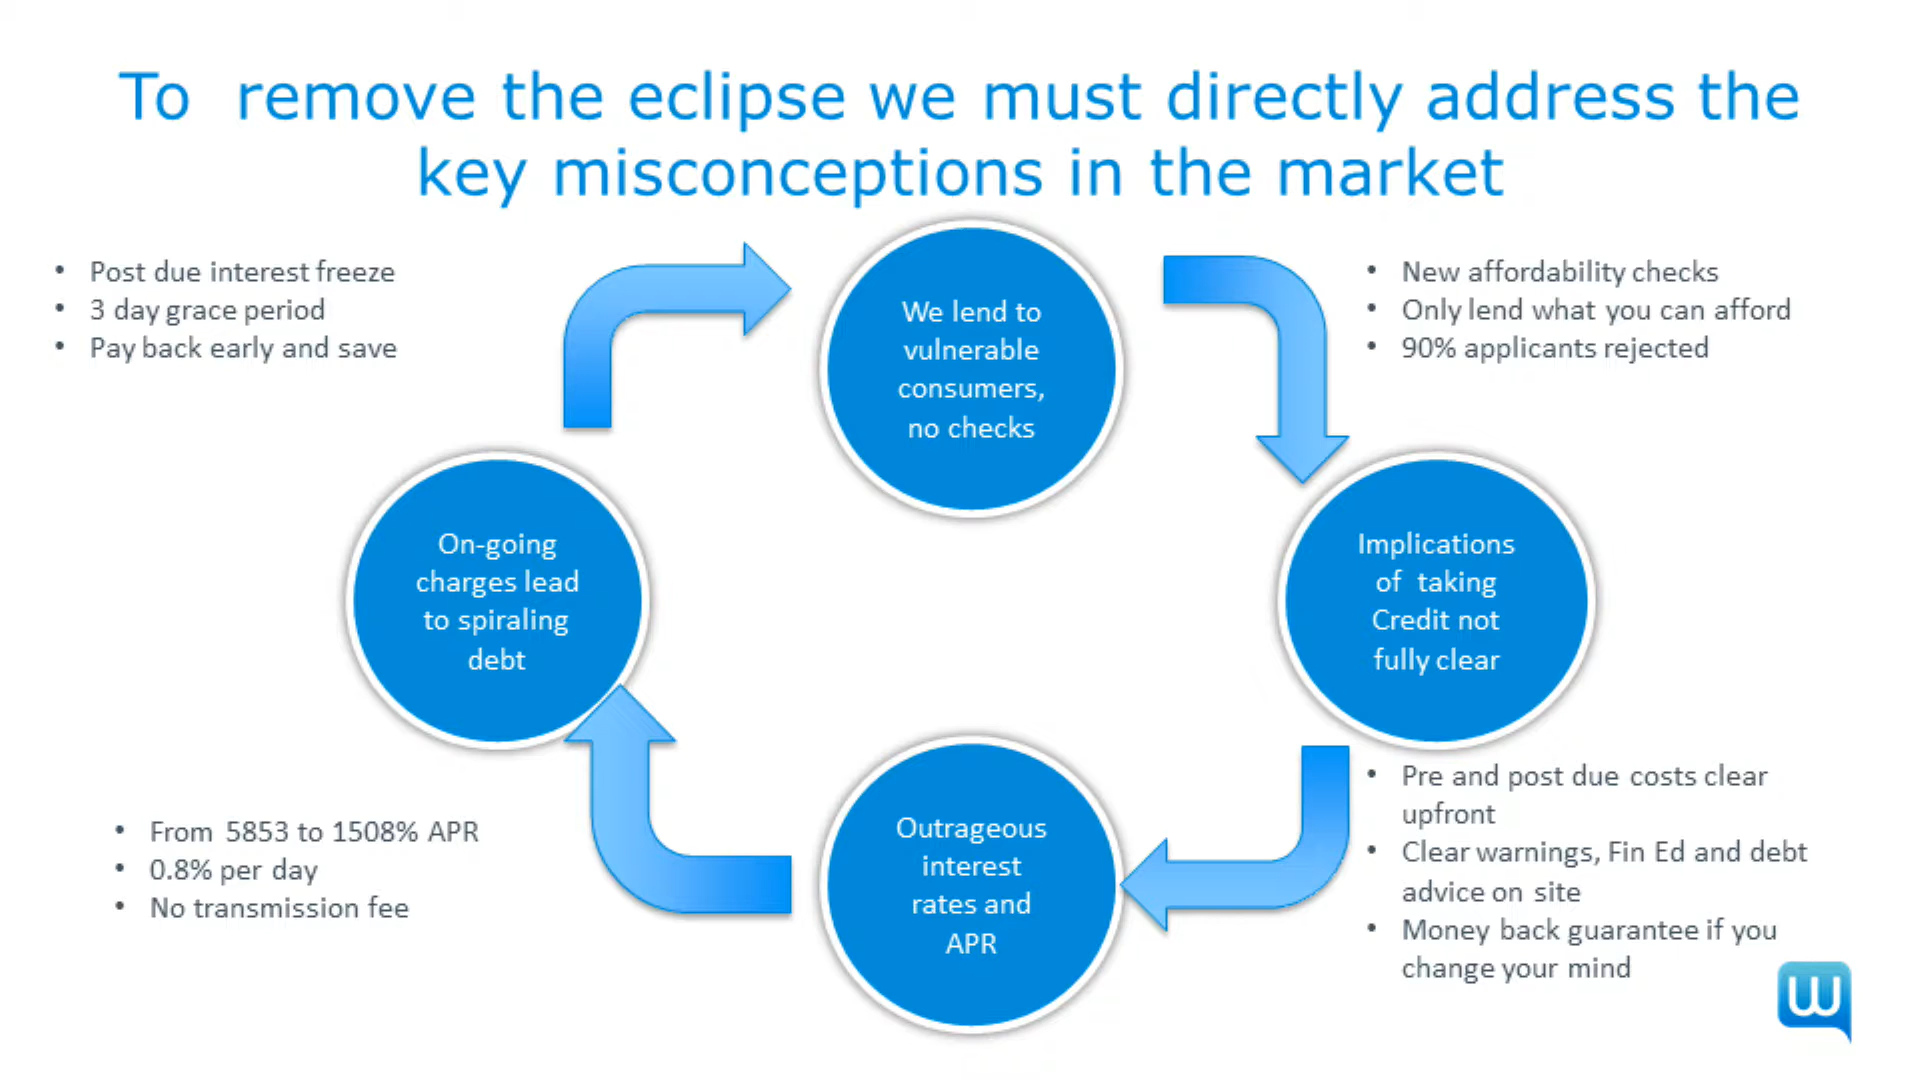 To  remove the eclipse we must directly address the
key misconceptions in the market
• Post due interest freeze
• 3 day grace period
• Pay back early and save
We lend to
vulnerable
consumers,
no checks
• New affordability checks
• Only lend what you can afford
• 90% applicants rejected
On-going
charges lead
to spiraling
debt
Implications
of  taking
Credit not
fully clear
• From 5853 to 1508% APR
• 0.8% per day
• No transmission fee
Outrageous
interest
rates and
APR
• Pre and post due costs clear
upfront
• Clear warnings, Fin Ed and debt
advice on site
• Money back guarantee if you
change your mind
w